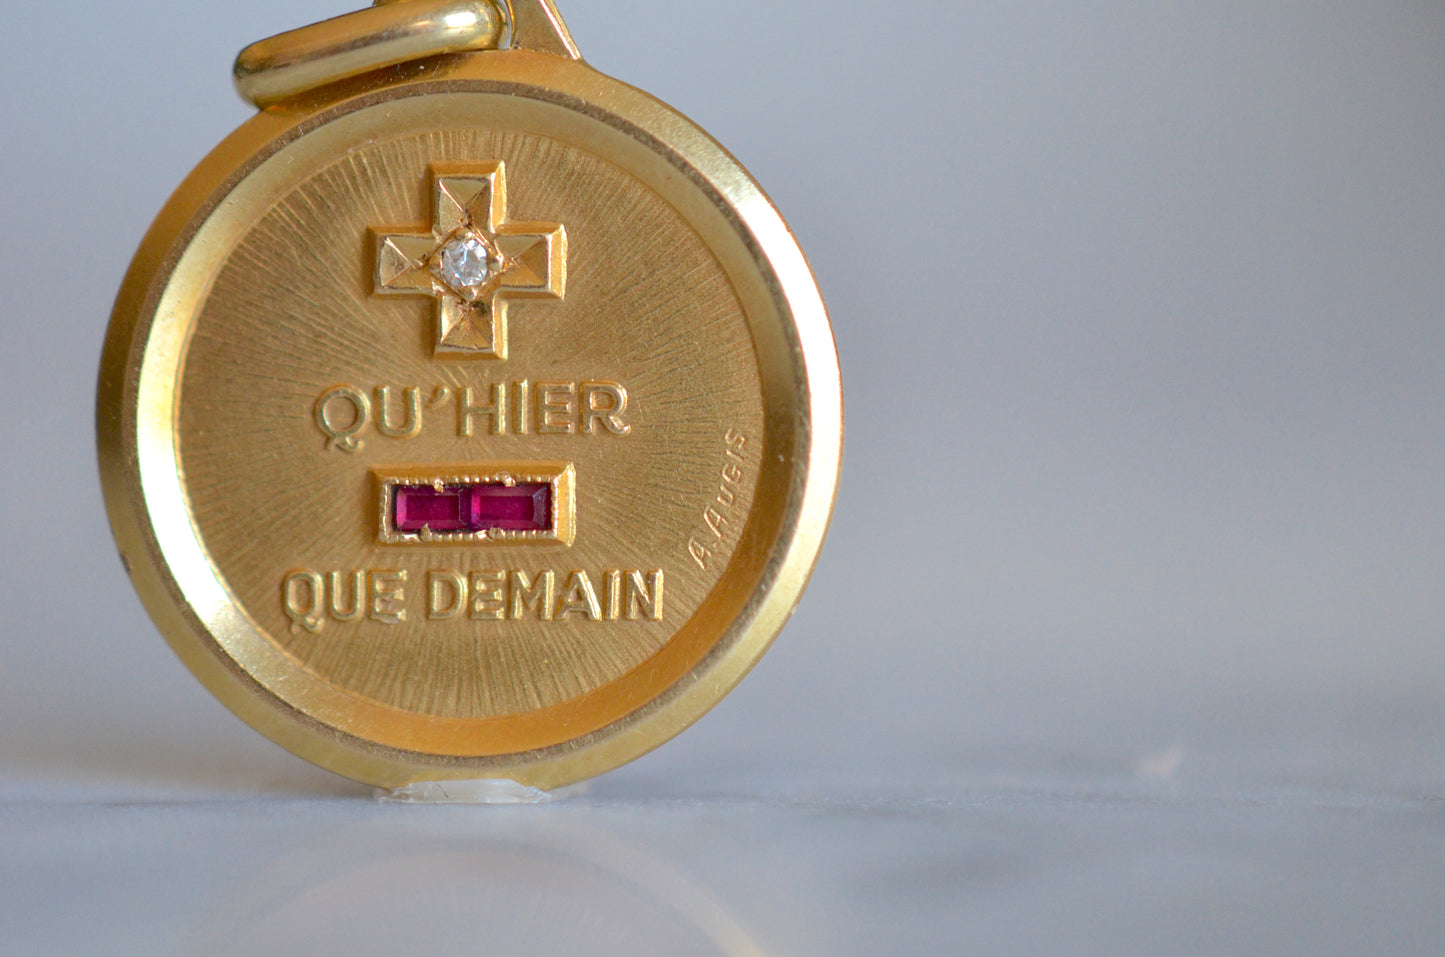 QU'HIER
QUE DEMAIN
A. AUGIS